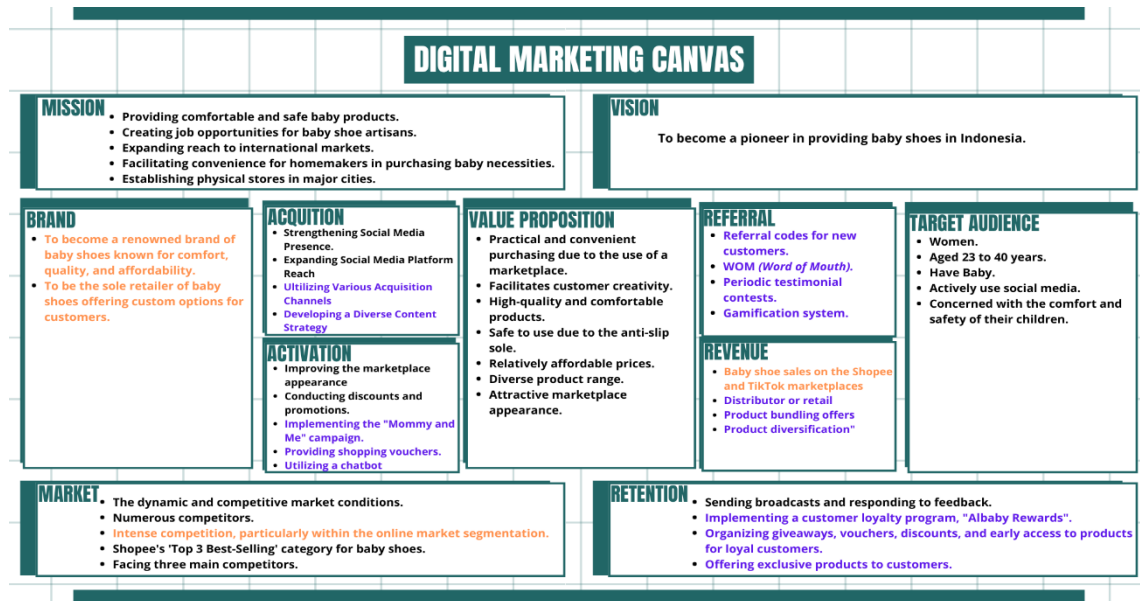 DIGITAL MARKETING CANVAS
MISSION
• Providing comfortable and safe baby products.
• Creating job opportunities for baby shoe artisans.
• Expanding reach to international markets.
• Facilitating convenience for homemakers in purchasing baby necessities.
• Establishing physical stores in major cities.
VISION
To become a pioneer in providing baby shoes in Indonesia.
BRAND
• To become a renowned brand of
baby shoes known for comfort,
quality, and affordability.
• To be the sole retailer of baby
shoes offering custom options for
customers.
ACQUITION
• Strengthening Social Media
Presence.
• Expanding Social Media Platform
Reach
• Ultilizing Various Acquisition
Channels
• Developing a Diverse Content
Strategy
ACTIVATION
• Improving the marketplace
appearance
• Conducting discounts and
promotions.
• Implementing the "Mommy and
Me" campaign.
• Providing shopping vouchers.
• Utilizing a chatbot
VALUE PROPOSITION
• Practical and convenient
purchasing due to the use of a
marketplace.
• Facilitates customer creativity.
• High-quality and comfortable
products.
• Safe to use due to the anti-slip
sole.
• Relatively affordable prices.
• Diverse product range.
• Attractive marketplace
appearance.
REFERRAL
• Referral codes for new
customers.
• WOM (Word of Mouth).
• Periodic testimonial
contests.
• Gamification system.
REVENUE
• Baby shoe sales on the Shopee
and TikTok marketplaces
• Distributor or retail
• Product bundling offers
• Product diversification"
TARGET AUDIENCE
• Women.
• Aged 23 to 40 years.
• Have Baby.
• Actively use social media.
• Concerned with the comfort and
safety of their children.
MARKET
• The dynamic and competitive market conditions.
• Numerous competitors.
• Intense competition, particularly within the online market segmentation.
• Shopee's 'Top 3 Best-Selling' category for baby shoes.
• Facing three main competitors.
RETENTION
• Sending broadcasts and responding to feedback.
• Implementing a customer loyalty program, "Albaby Rewards".
• Organizing giveaways, vouchers, discounts, and early access to products
for loyal customers.
• Offering exclusive products to customers.